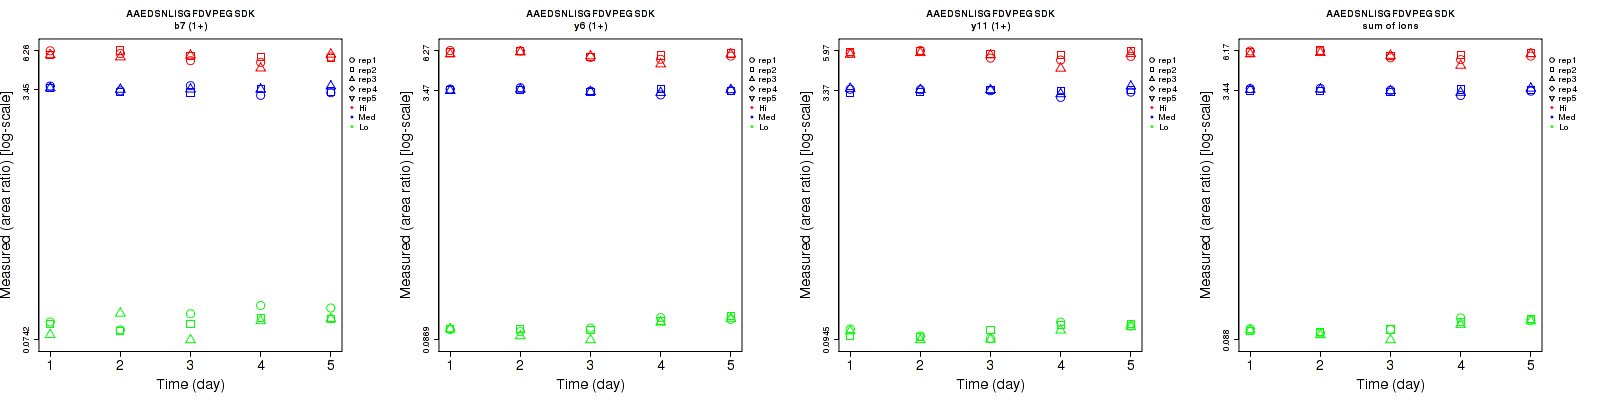 AAEDSNLISGFDVPEGSDK
b7 (1+)
Measured (area ratio) [log-scale]
6.26
3.45
0.0742
1 2 3 4 5
Time (day)
rep1
rep2
rep3
rep4
rep5
Hi
Med
Lo
AAEDSNLISGFDVPEGSDK
y6 (1+)
Measured (area ratio) [log-scale]
6.27
3.47
0.0869
1 2 3 4 5
Time (day)
rep1
rep2
rep3
rep4
rep5
Hi
Med
Lo
AAEDSNLISGFDVPEGSDK
y11 (1+)
Measured (area ratio) [log-scale]
5.97
3.37
0.0945
1 2 3 4 5
Time (day)
rep1
rep2
rep3
rep4
rep5
Hi
Med
Lo
AAEDSNLISGFDVPEGSDK
sum of ions
Measured (area ratio) [log-scale]
6.17
3.44
0.088
1 2 3 4 5
Time (day)
rep1
rep2
rep3
rep4
rep5
Hi
Med
Lo